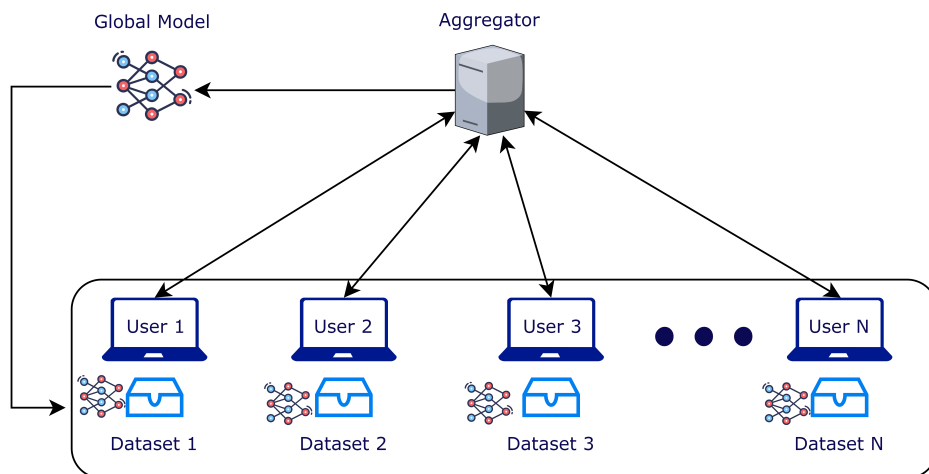 Global Model
Aggregator
User 1
User 2
User 3
User N
Dataset 1
Dataset 2
Dataset 3
Dataset N